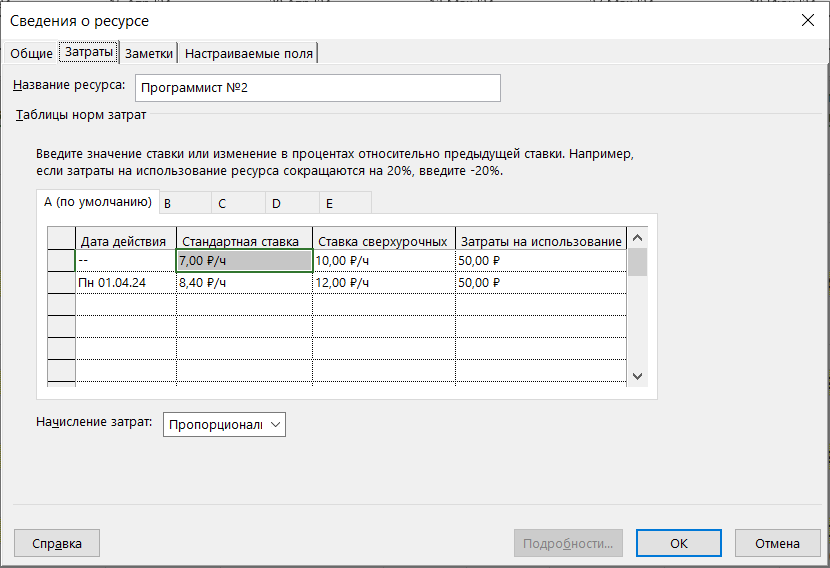 Сведения о ресурсе
Общие Затраты Заметки Настраиваемые поля
Название ресурса: Программист №2
Таблицы норм затрат
Введите значение ставки или изменение в процентах относительно предыдущей ставки. Например,
если затраты на использование ресурса сокращаются на 20%, введите -20%.
A (по умолчанию) B C D E
Дата действия Стандартная ставка Ставка сверхурочных Затраты на использование
-- 7,00 ₽/ч 10,00 ₽/ч 50,00 ₽
Пн 01.04.24 8,40 ₽/ч 12,00 ₽/ч 50,00 ₽
Начисление затрат: Пропорционалі
Справка Подробности... ОК Отмена